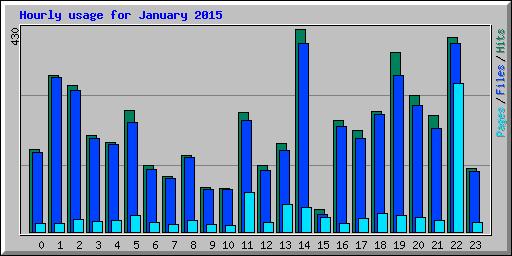 Hourly usage for January 2015
430
Pages/Files/Hits
0 1 2 3 4 5 6 7 8 9 10 11 12 13 14 15 16 17 18 19 20 21 22 23